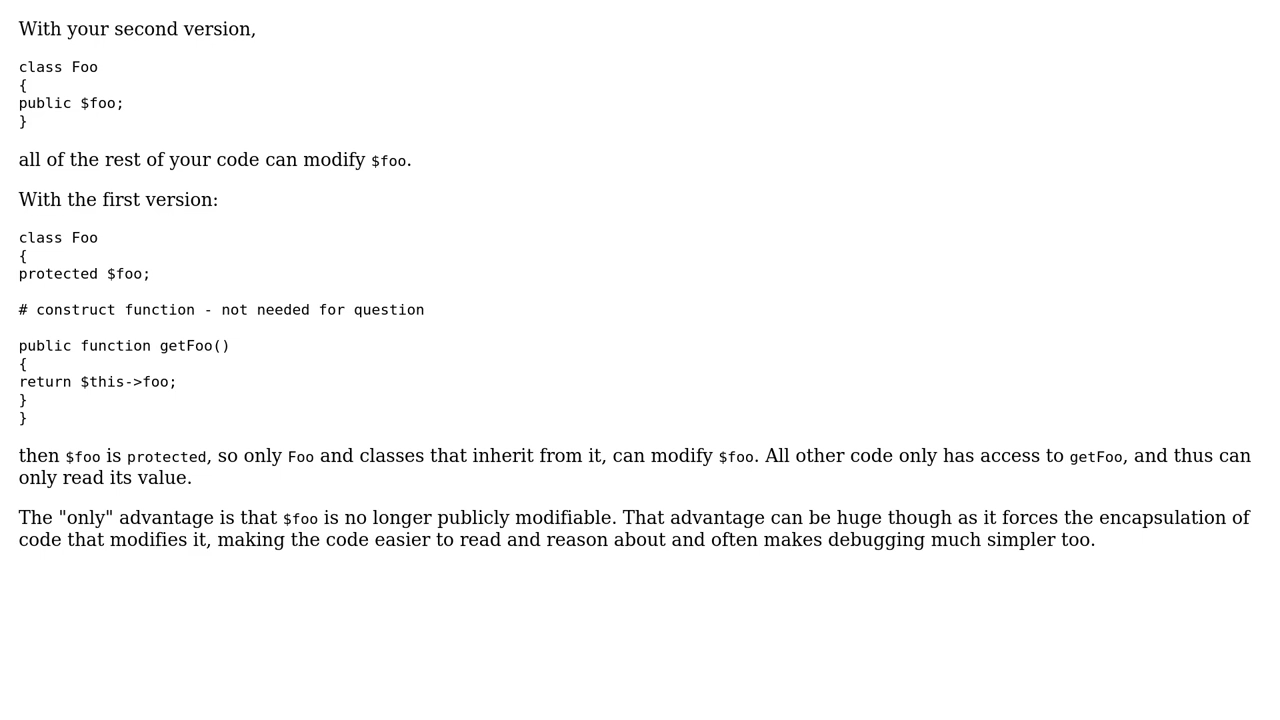 With your second version,
class Foo
{
public $foo;
}
all of the rest of your code can modify $foo.
With the first version:
class Foo
{
protected $foo;
# construct function - not needed for question
public function getFoo()
{
return $this->foo;
}
}
then $foo is protected, so only Foo and classes that inherit from it, can modify $foo. All other code only has access to getFoo, and thus can
only read its value.
The "only" advantage is that $foo is no longer publicly modifiable. That advantage can be huge though as it forces the encapsulation of
code that modifies it, making the code easier to read and reason about and often makes debugging much simpler too.